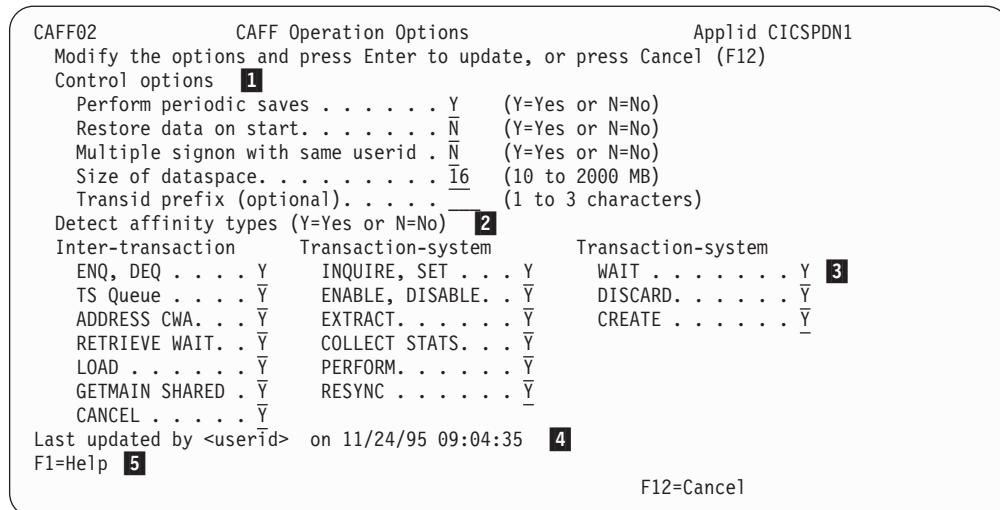 CAFF02 CAFF Operation Options Applid CICSPDN1
Modify the options and press Enter to update, or press Cancel (F12)
Control options 1
Perform periodic saves . . . . . . Y (Y=Yes or N=No)
Restore data on start. . . . . . . N (Y=Yes or N=No)
Multiple signon with same userid . N (Y=Yes or N=No)
Size of dataspace. . . . . . . . . 16 (10 to 2000 MB)
Transid prefix (optional). . . . . ___ (1 to 3 characters)
Detect affinity types (Y=Yes or N=No) 2
Inter-transaction Transaction-system Transaction-system
ENQ, DEQ . . . . Y INQUIRE, SET . . . Y WAIT . . . . . . . Y 3
TS Queue . . . . Y ENABLE, DISABLE. . Y DISCARD. . . . . . Y
ADDRESS CWA. . . Y EXTRACT. . . . . . Y CREATE . . . . . . Y
RETRIEVE WAIT. . Y COLLECT STATS. . . Y
LOAD . . . . . . Y PERFORM. . . . . . Y
GETMAIN SHARED . Y RESYNC . . . . . . Y
CANCEL . . . . . Y
Last updated by <userid> on 11/24/95 09:04:35 4
F1=Help 5
F12=Cancel